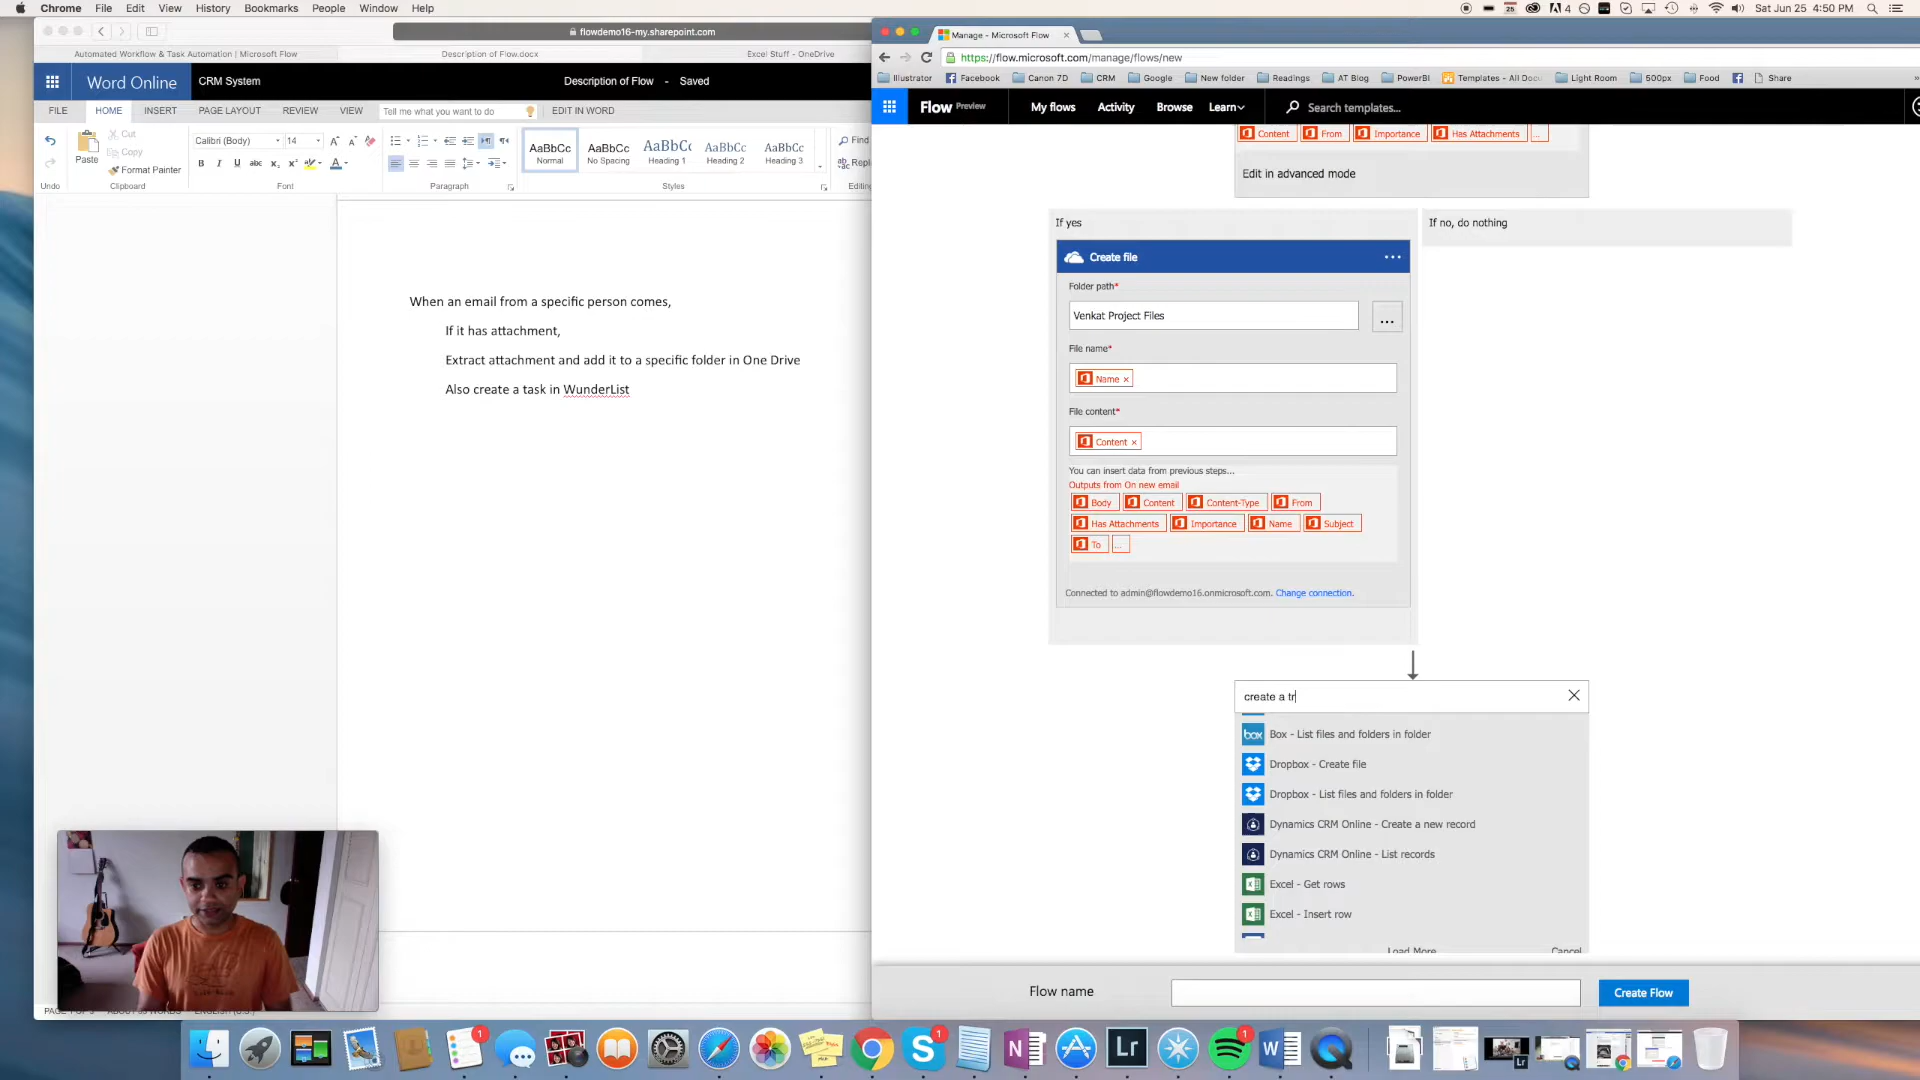 Chrome File Edit View History Bookmarks People Window Help
4 Sat Jun 25 4:50 PM
flowdemo16-my.sharepoint.com
Automated Workflow & Task Automation | Microsoft Flow
Description of Flow.docx
Excel Stuff - OneDrive
Word Online
CRM System
Description of Flow - Saved
FILE HOME INSERT PAGE LAYOUT REVIEW VIEW Tell me what you want to do EDIT IN WORD
Paste
Cut
Copy
Format Painter
Calibri (Body) 14
B I U abc
AaBbCc Normal
AaBbCc No Spacing
AaBbCc Heading 1
AaBbCc Heading 2
AaBbCc Heading 3
Find
Undo Clipboard Font Paragraph Styles
When an email from a specific person comes,
If it has attachment,
Extract attachment and add it to a specific folder in One Drive
Also create a task in WunderList
Manage - Microsoft Flow
https://flow.microsoft.com/manage/flows/new
Illustrator Facebook Canon 7D CRM Google New folder Readings AT Blog PowerBI Templates - All Docu Light Room 500px Food Share
Flow Preview My flows Activity Browse Learn Search templates...
Content From Importance Has Attachments ...
Edit in advanced mode
If yes
If no, do nothing
Create file
Folder path*
Venkat Project Files
...
File name*
Name ×
File content*
Content ×
You can insert data from previous steps...
Outputs from On new email
Body Content Content-Type From
Has Attachments Importance Name Subject
To ...
Connected to admin@flowdemo16.onmicrosoft.com. Change connection.
create a tr
Box - List files and folders in folder
Dropbox - Create file
Dropbox - List files and folders in folder
Dynamics CRM Online - Create a new record
Dynamics CRM Online - List records
Excel - Get rows
Excel - Insert row
Load More Cancel
Flow name
Create Flow